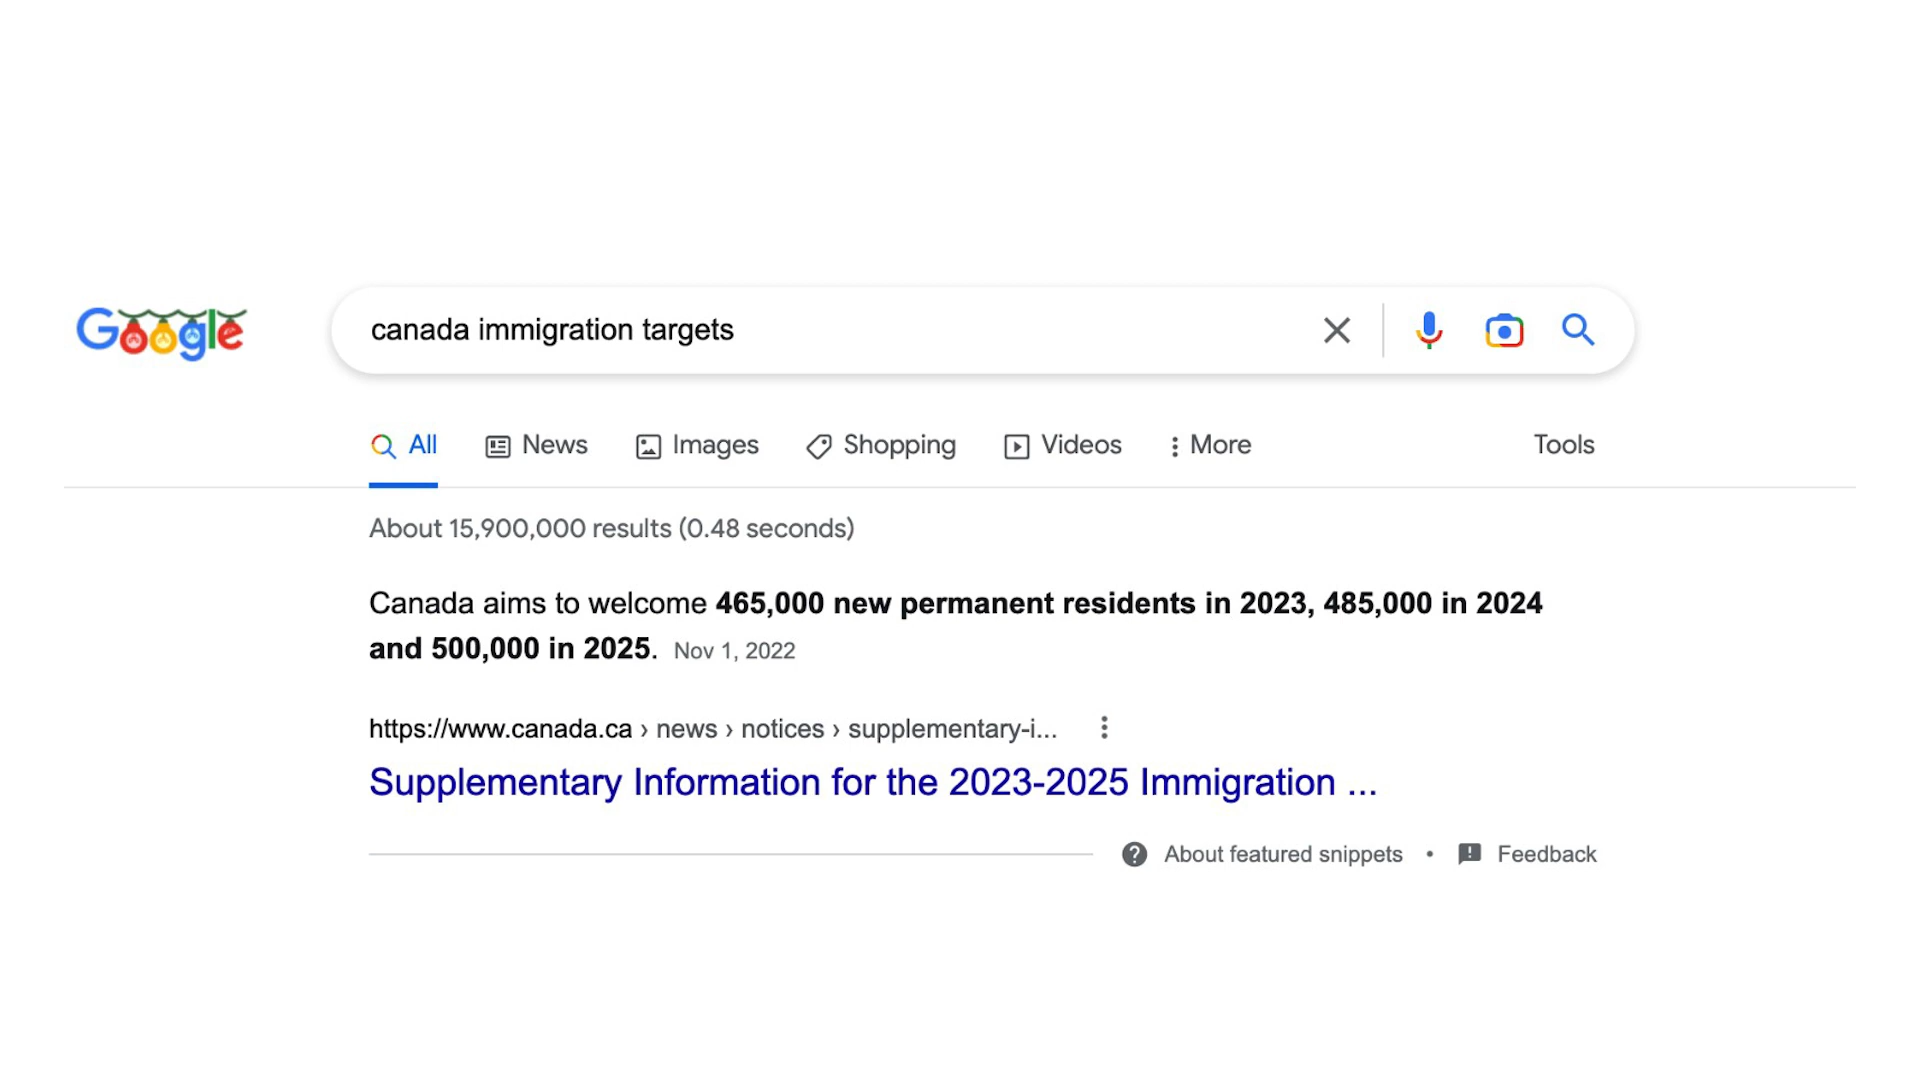 Google
canada immigration targets
All News Images Shopping Videos More Tools
About 15,900,000 results (0.48 seconds)
Canada aims to welcome 465,000 new permanent residents in 2023, 485,000 in 2024
and 500,000 in 2025. Nov 1, 2022
https://www.canada.ca › news › notices › supplementary-i...
Supplementary Information for the 2023-2025 Immigration ...
About featured snippets • Feedback